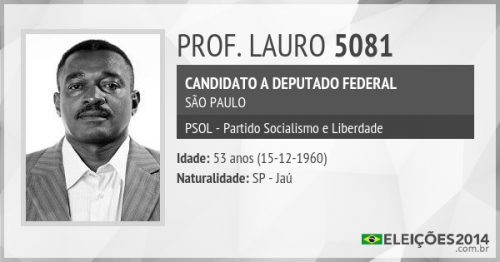 PROF. LAURO 5081
CANDIDATO A DEPUTADO FEDERAL
SÃO PAULO
PSOL - Partido Socialismo e Liberdade
Idade: 53 anos (15-12-1960)
Naturalidade: SP - Jaú
ELEIÇÕES2014
.com.br